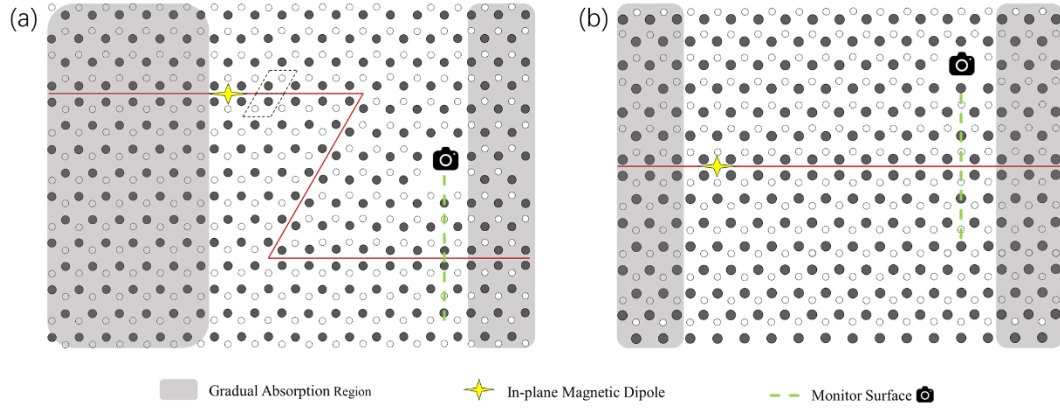 (a)
(b)
Gradual Absorption Region
In-plane Magnetic Dipole
Monitor Surface